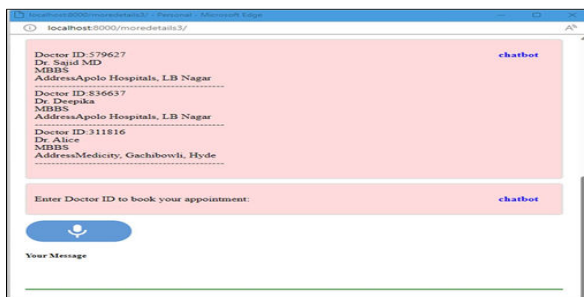 localhost:8000/moredetails3/ - Personal - Microsoft Edge
localhost:8000/moredetails3/
Doctor ID:579627
chatbot
Dr. Sajid MD
MBBS
AddressApolo Hospitals, LB Nagar
------------------------------------------------
Doctor ID:836637
Dr. Deepika
MBBS
AddressApolo Hospitals, LB Nagar
------------------------------------------------
Doctor ID:311816
Dr. Alice
MBBS
AddressMedicity, Gachibowli, Hyde
------------------------------------------------
Enter Doctor ID to book your appointment:
chatbot
Your Message